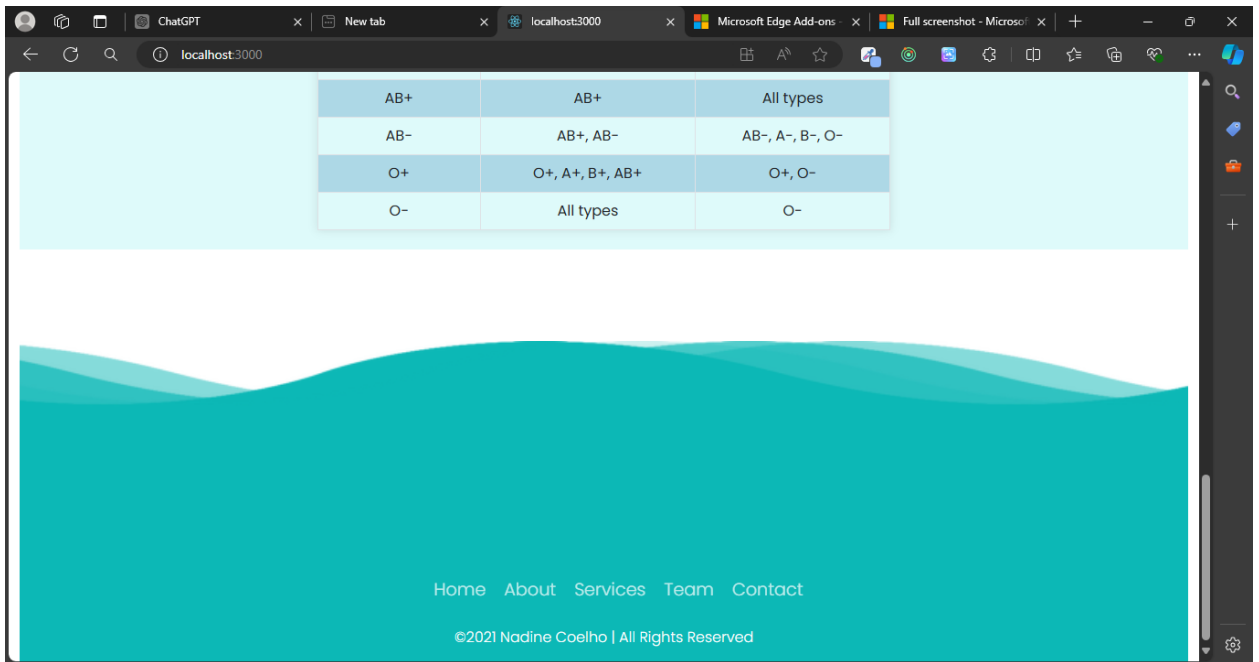 ChatGPT
New tab
localhost:3000
Microsoft Edge Add-ons -
Full screenshot - Microsof
localhost:3000
AB+ AB+ All types
AB- AB+, AB- AB-, A-, B-, O-
O+ O+, A+, B+, AB+ O+, O-
O- All types O-
Home About Services Team Contact
©2021 Nadine Coelho | All Rights Reserved